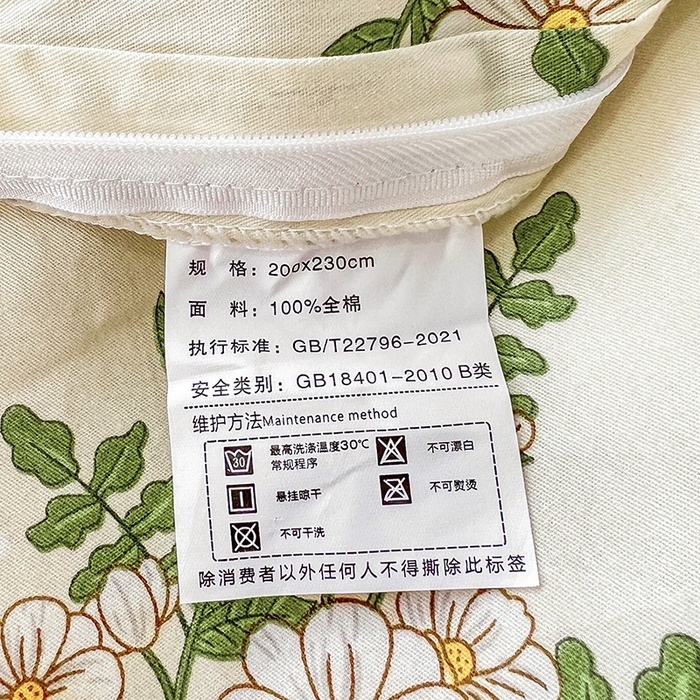 规 格：200x230cm
面 料：100%全棉
执行标准：GB/T22796-2021
安全类别：GB18401-2010 B类
维护方法Maintenance method
30 最高洗涤温度30℃ 不可漂白
常规程序
悬挂晾干 不可熨烫
不可干洗
除消费者以外任何人不得撕除此标签